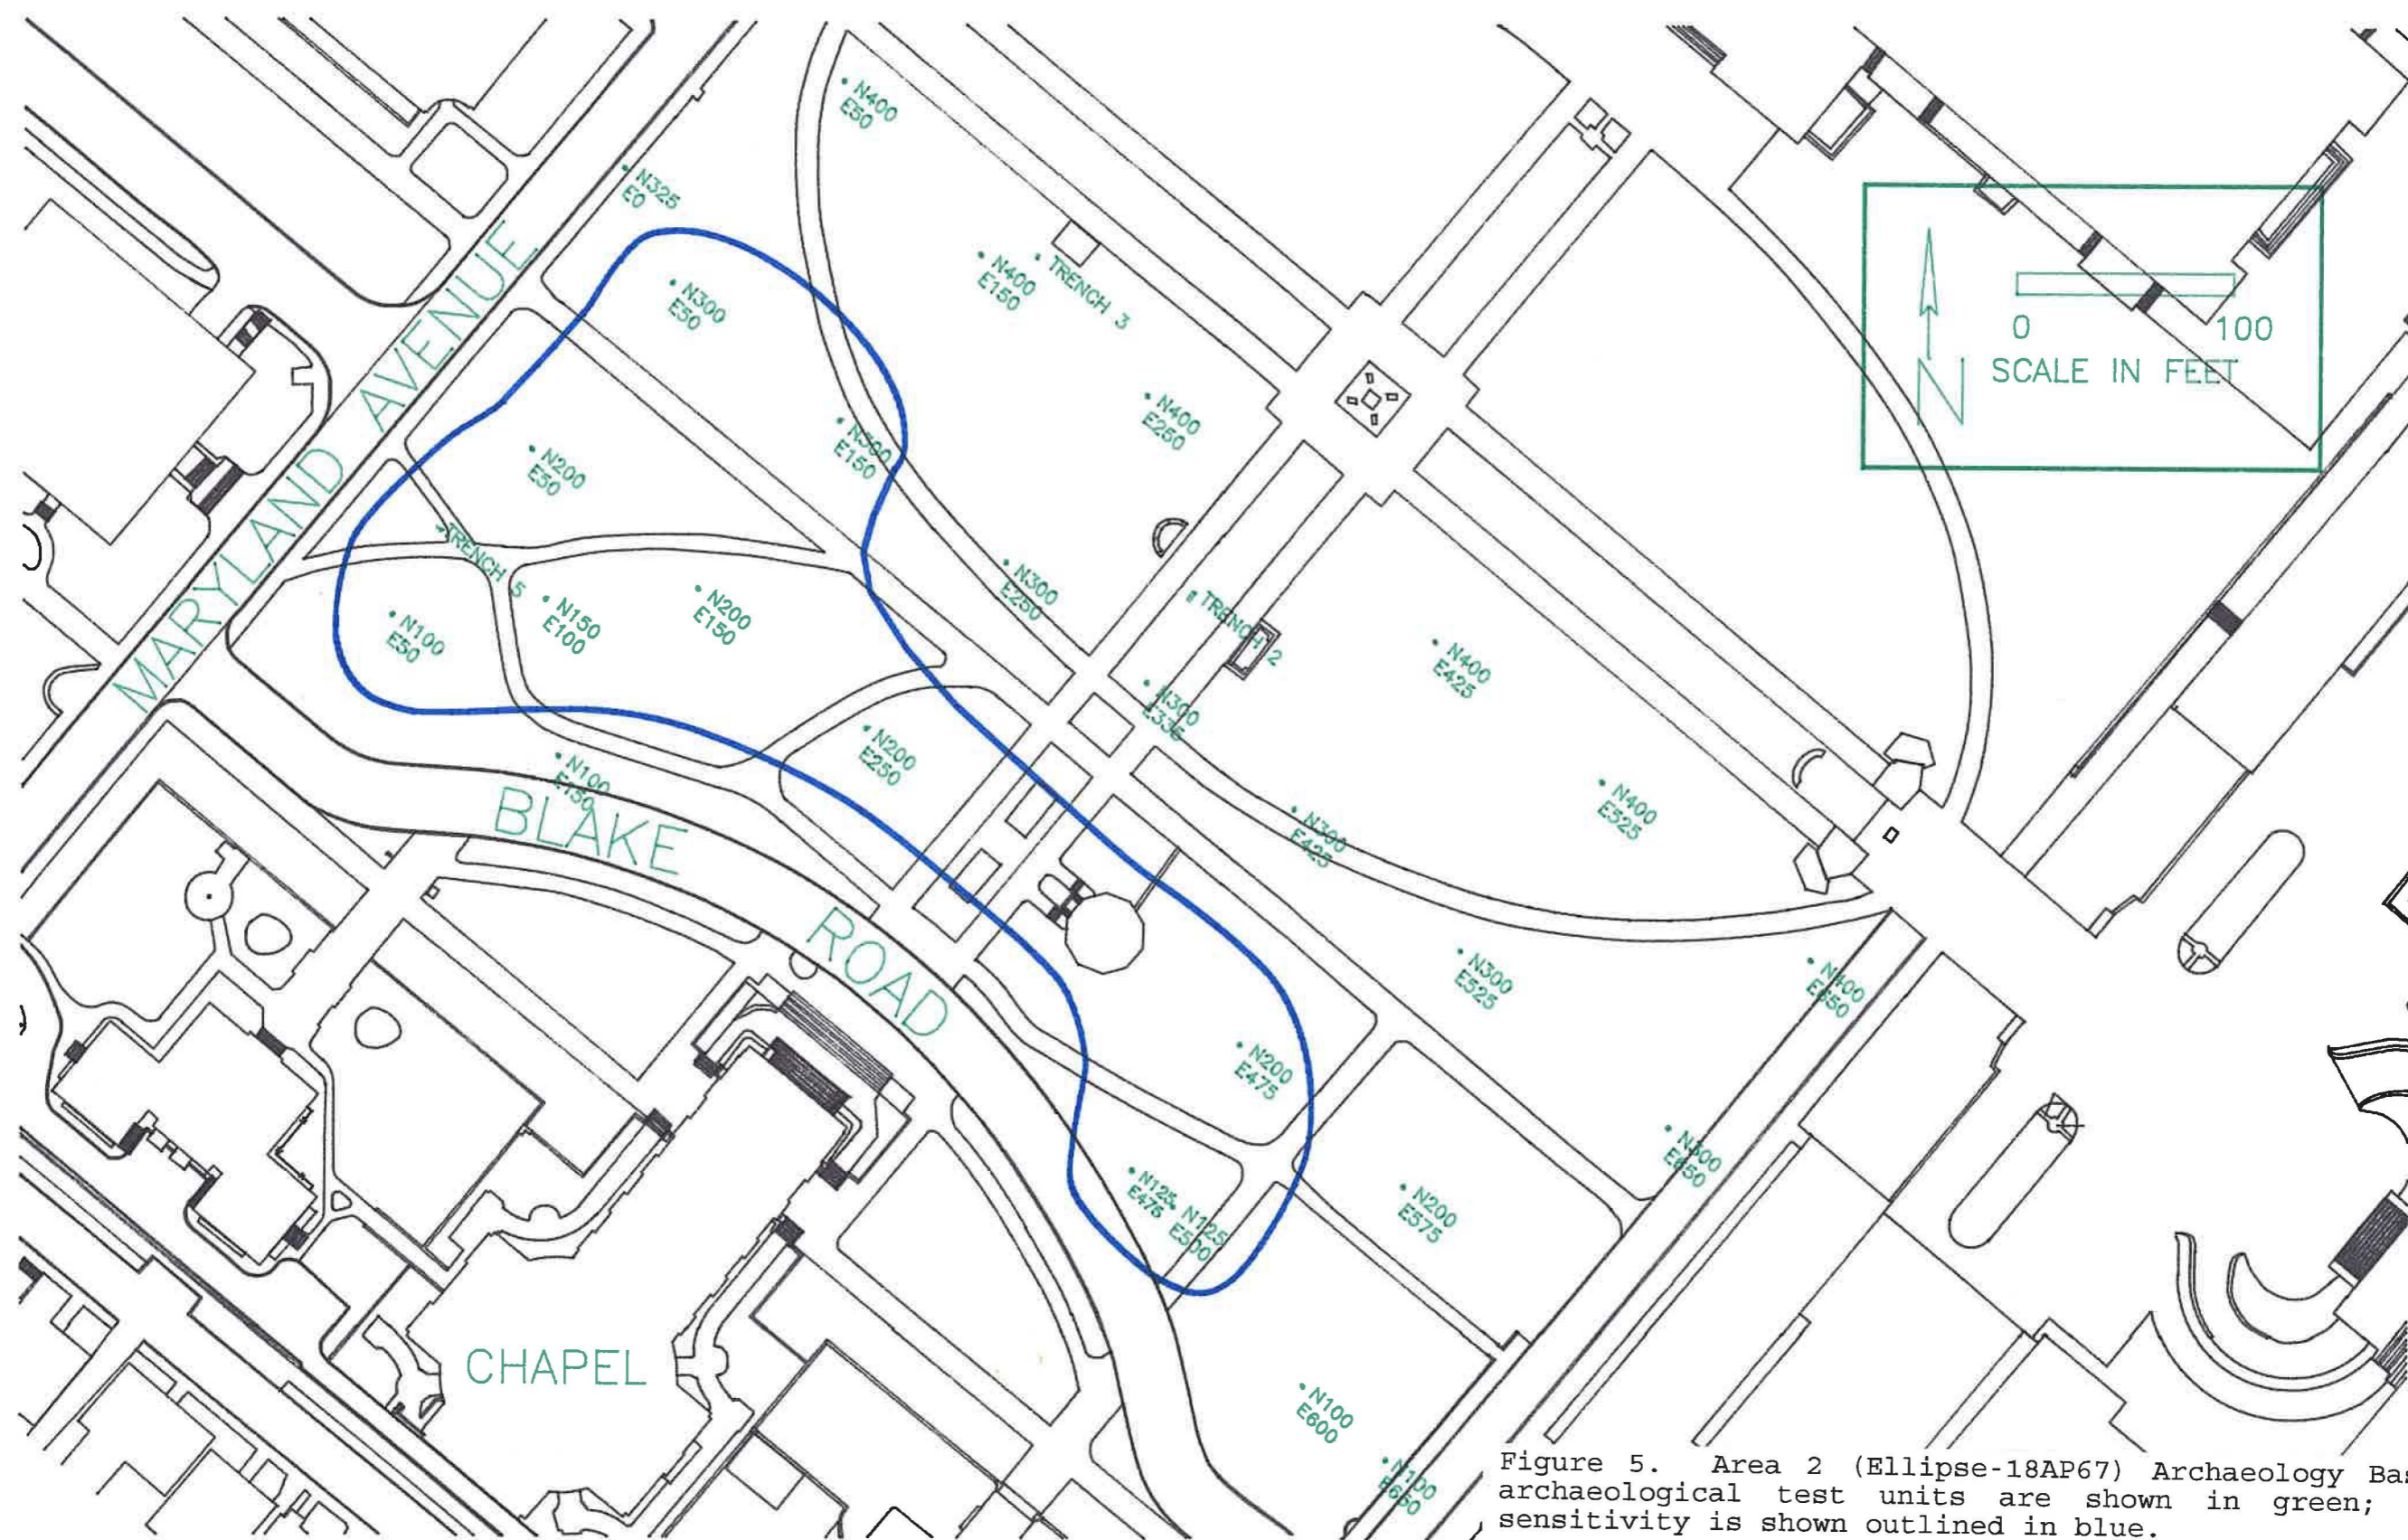 N400
E50
N325
E0
N300
E50
N400
E150
TRENCH 3
N400
E250
N300
E150
N200
E50
TRENCH 5
N100
E50
N150
E100
N200
E150
N300
E250
TRENCH 2
N300
E335
N400
E425
N200
E250
N100
E150
N300
E425
N400
E525
N300
E525
N400
E650
N200
E475
N300
E650
N125
E475
N125
E500
N200
E575
N100
E600
N100
E650
MARYLAND AVENUE
BLAKE
ROAD
CHAPEL
0 100
SCALE IN FEET
N
Figure 5. Area 2 (Ellipse-18AP67) Archaeology Bas
archaeological test units are shown in green;
sensitivity is shown outlined in blue.